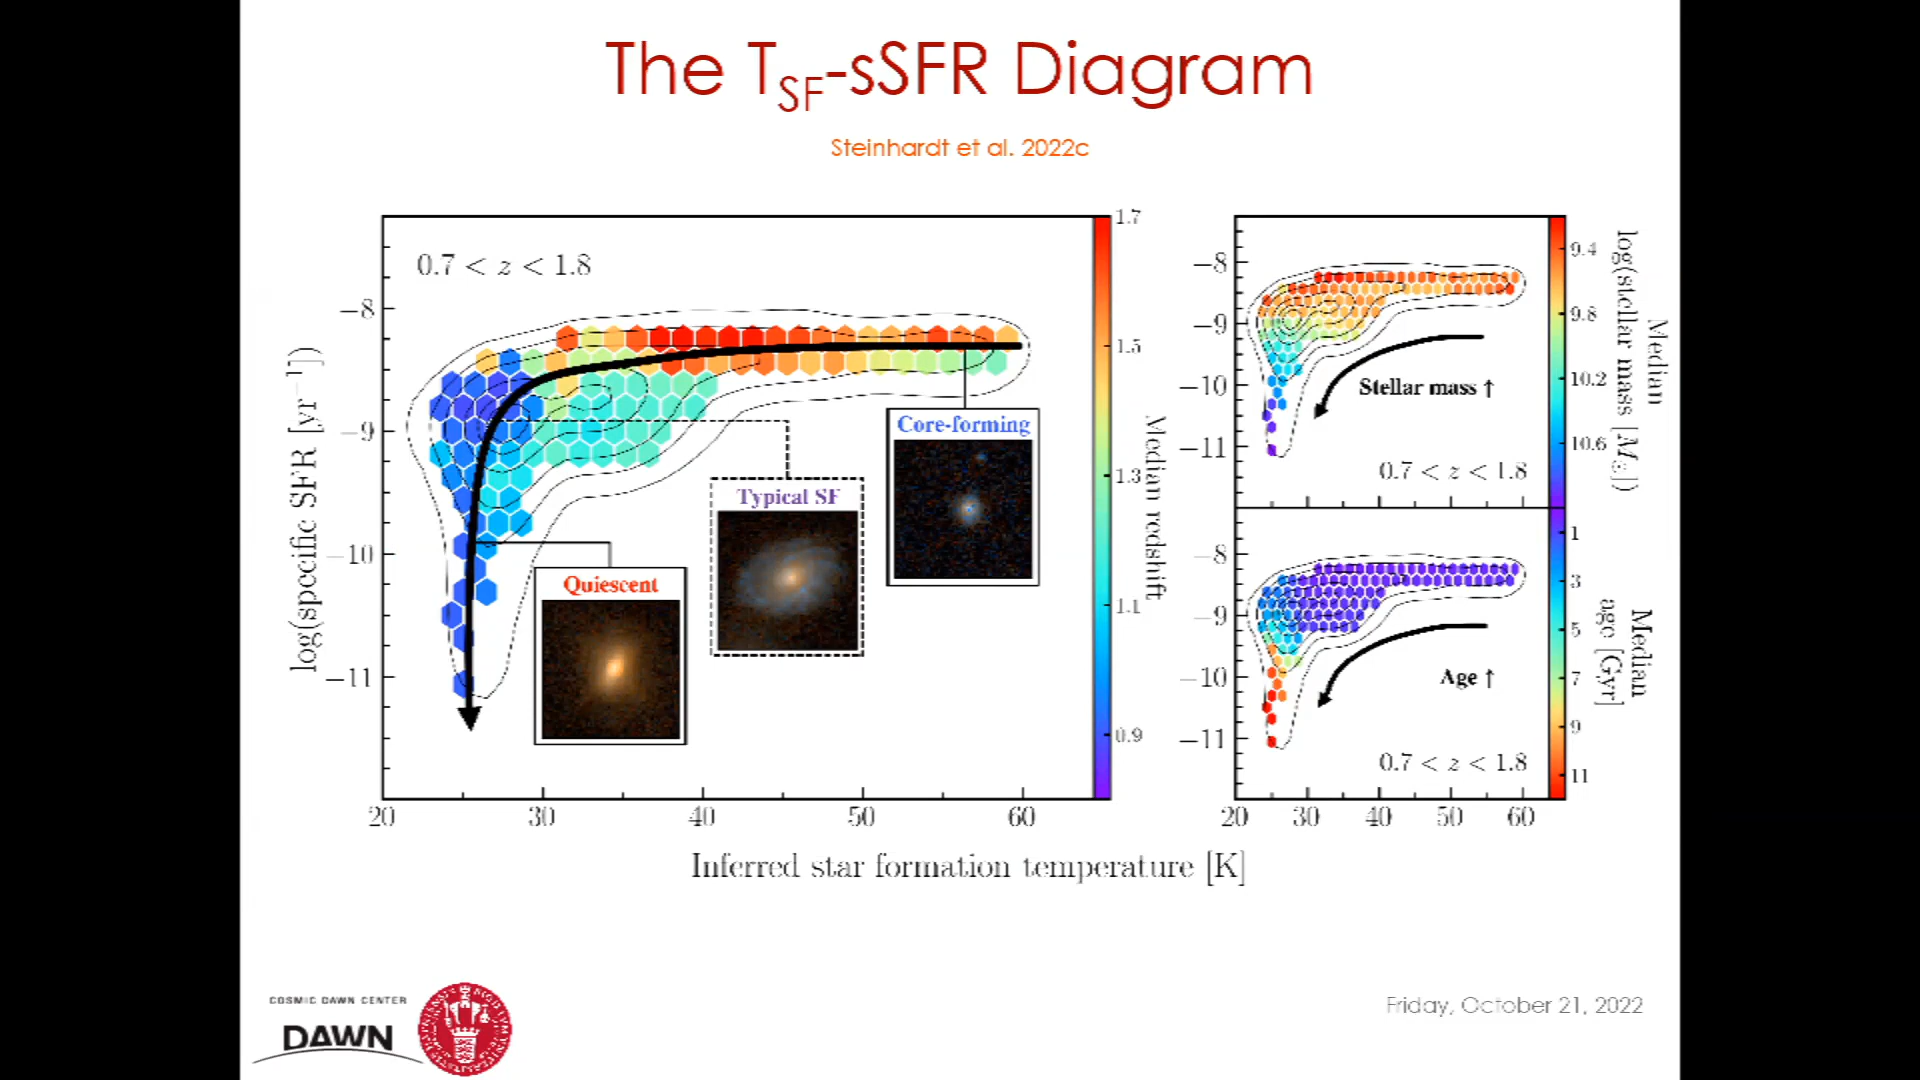 The T_SF-sSFR Diagram
Steinhardt et al. 2022c
0.7 < z < 1.8
log(specific SFR [yr⁻¹])
−8
−9
−10
−11
20 30 40 50 60
Inferred star formation temperature [K]
Quiescent
Typical SF
Core-forming
1.7
1.5
1.3
1.1
0.9
Median redshift
−8
−9
−10
−11
Stellar mass ↑
0.7 < z < 1.8
9.4
9.8
10.2
10.6
Median
log(stellar mass [M⊙])
−8
−9
−10
−11
Age ↑
0.7 < z < 1.8
1
3
5
7
9
11
Median
age [Gyr]
20 30 40 50 60
COSMIC DAWN CENTER
DAWN
Friday, October 21, 2022